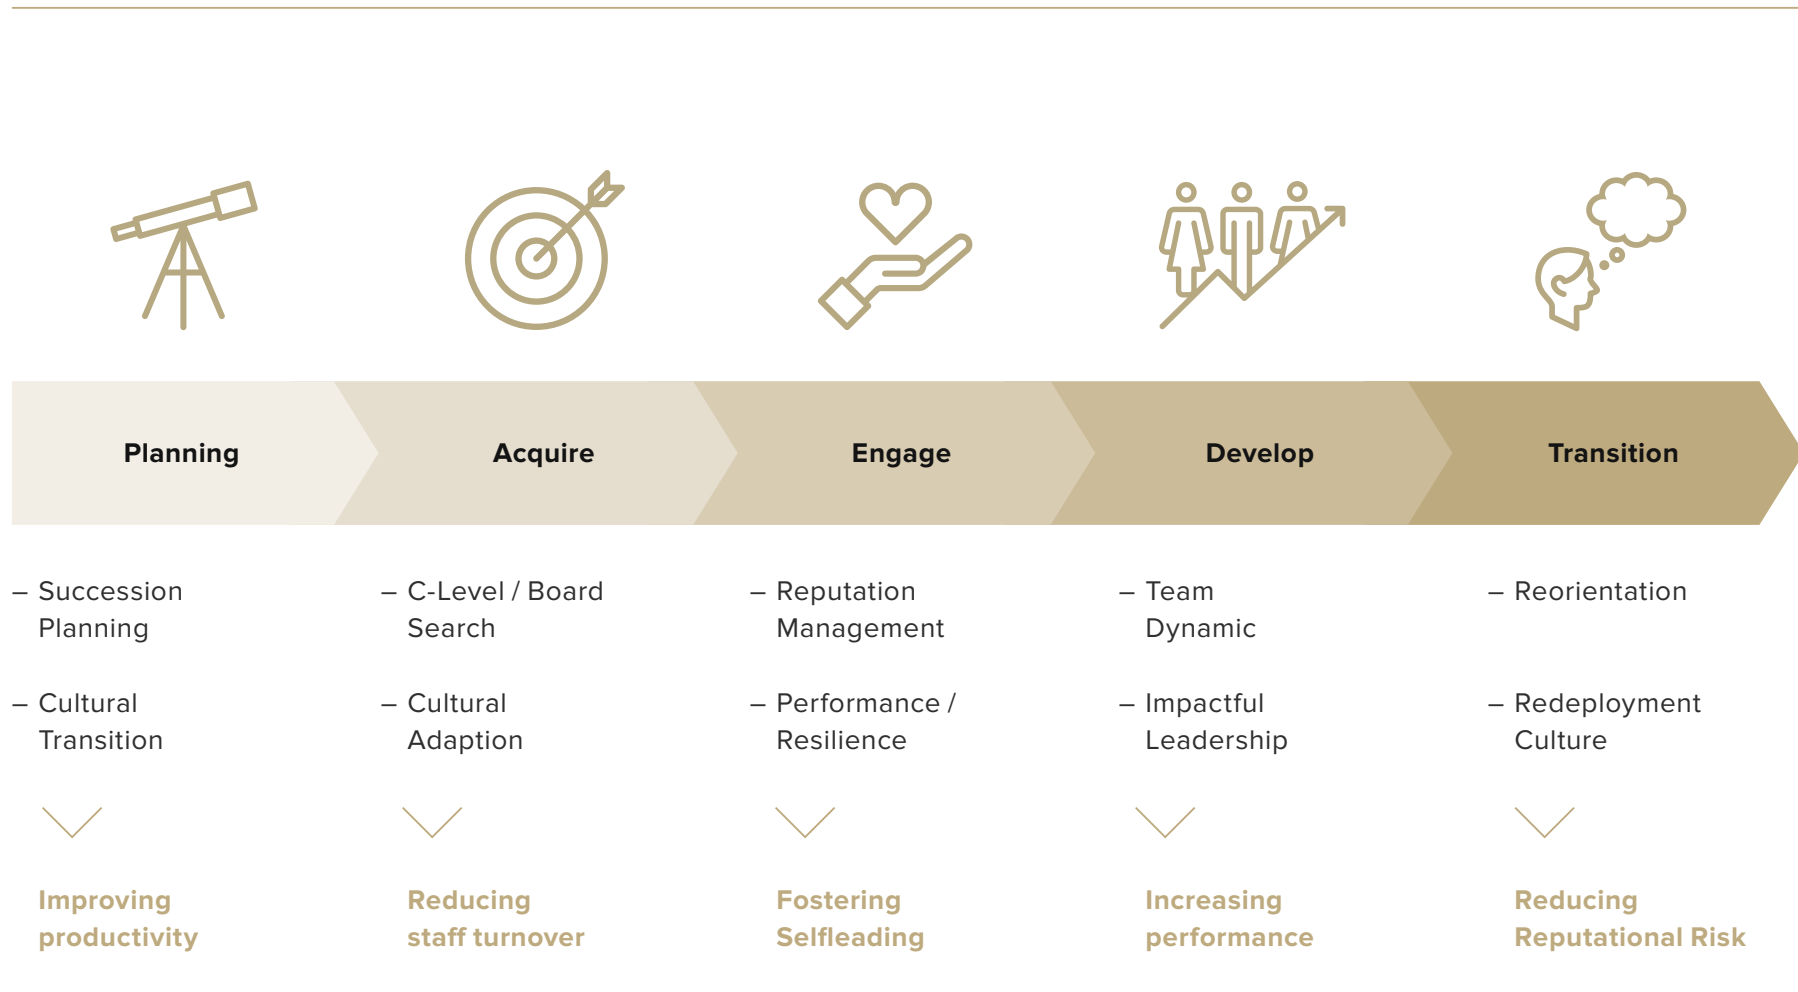 Planning
Acquire
Engage
Develop
Transition
– Succession
Planning
– Cultural
Transition
Improving
productivity
– C-Level / Board
Search
– Cultural
Adaption
Reducing
staff turnover
– Reputation
Management
– Performance /
Resilience
Fostering
Selfleading
– Team
Dynamic
– Impactful
Leadership
Increasing
performance
– Reorientation
– Redeployment
Culture
Reducing
Reputational Risk